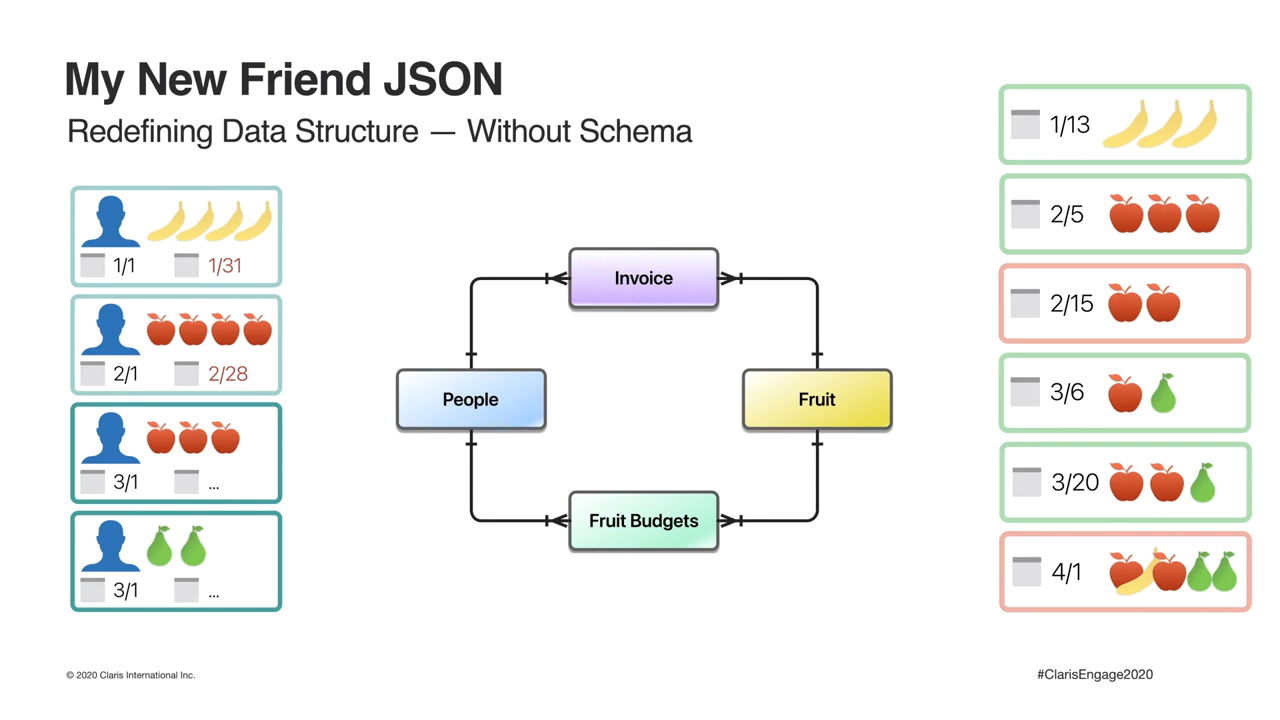 My New Friend JSON
Redefining Data Structure — Without Schema
1/1 1/31
2/1 2/28
3/1 ...
3/1 ...
Invoice
People
Fruit
Fruit Budgets
1/13
2/5
2/15
3/6
3/20
4/1
© 2020 Claris International Inc.
#ClarisEngage2020